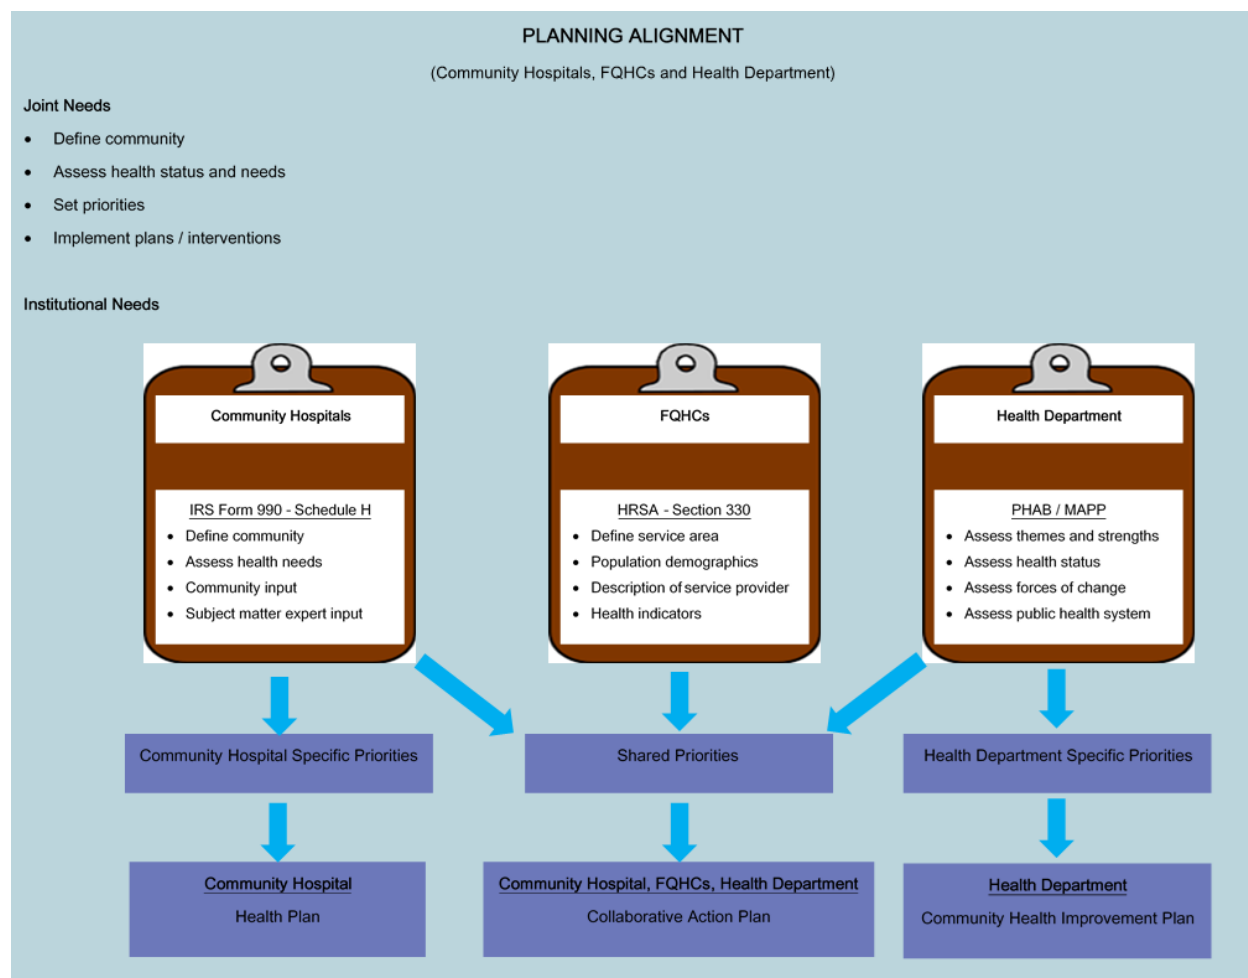 PLANNING ALIGNMENT
(Community Hospitals, FQHCs and Health Department)
Joint Needs
• Define community
• Assess health status and needs
• Set priorities
• Implement plans / interventions
Institutional Needs
Community Hospitals
IRS Form 990 - Schedule H
• Define community
• Assess health needs
• Community input
• Subject matter expert input
FQHCs
HRSA - Section 330
• Define service area
• Population demographics
• Description of service provider
• Health indicators
Health Department
PHAB / MAPP
• Assess themes and strengths
• Assess health status
• Assess forces of change
• Assess public health system
Community Hospital Specific Priorities
Shared Priorities
Health Department Specific Priorities
Community Hospital
Health Plan
Community Hospital, FQHCs, Health Department
Collaborative Action Plan
Health Department
Community Health Improvement Plan